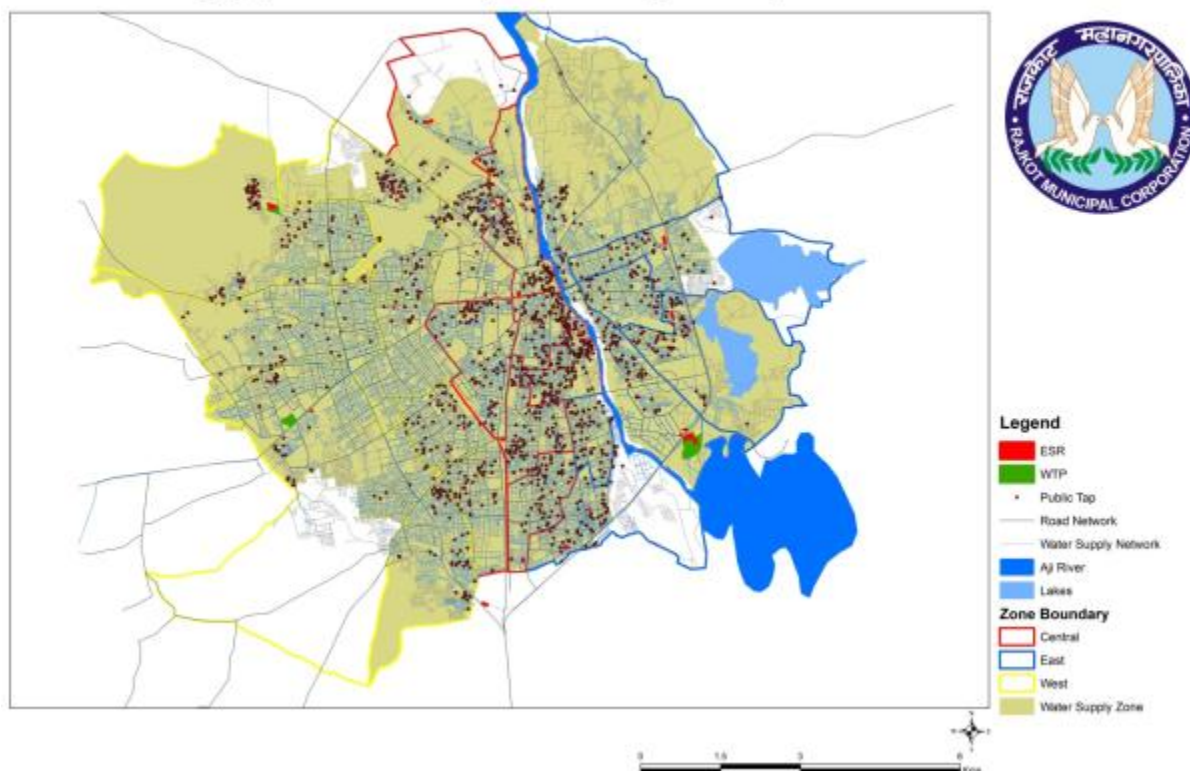 राजकोट महानगरपालिका
RAJKOT MUNICIPAL CORPORATION
Legend
ESR
WTP
Public Tap
Road Network
Water Supply Network
Aji River
Lakes
Zone Boundary
Central
East
West
Water Supply Zone
0 1.5 3 6
Kms